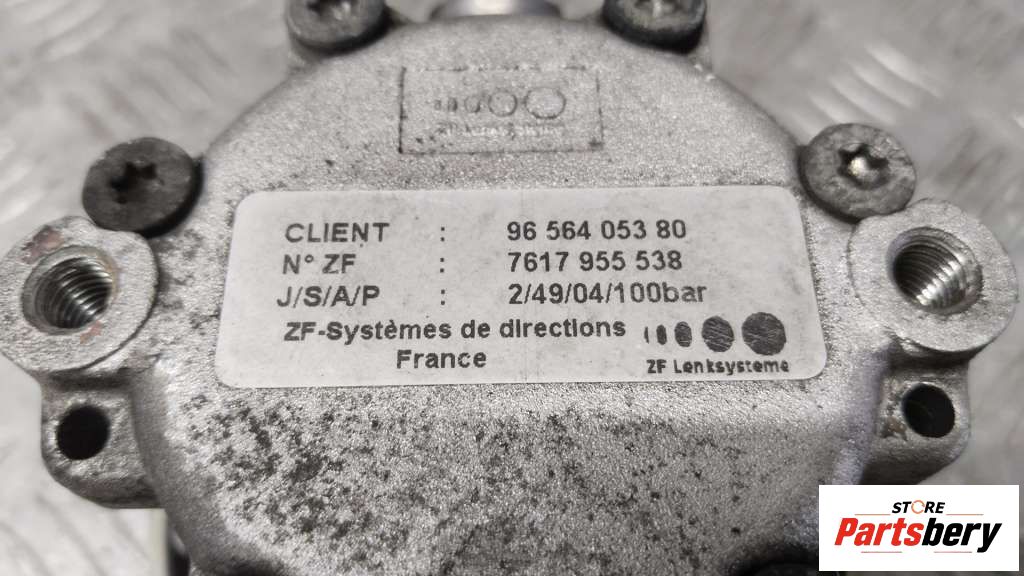 CLIENT : 96 564 053 80
N° ZF : 7617 955 538
J/S/A/P : 2/49/04/100bar
ZF-Systèmes de directions
France
ZF Lenksysteme
STORE
Partsbery